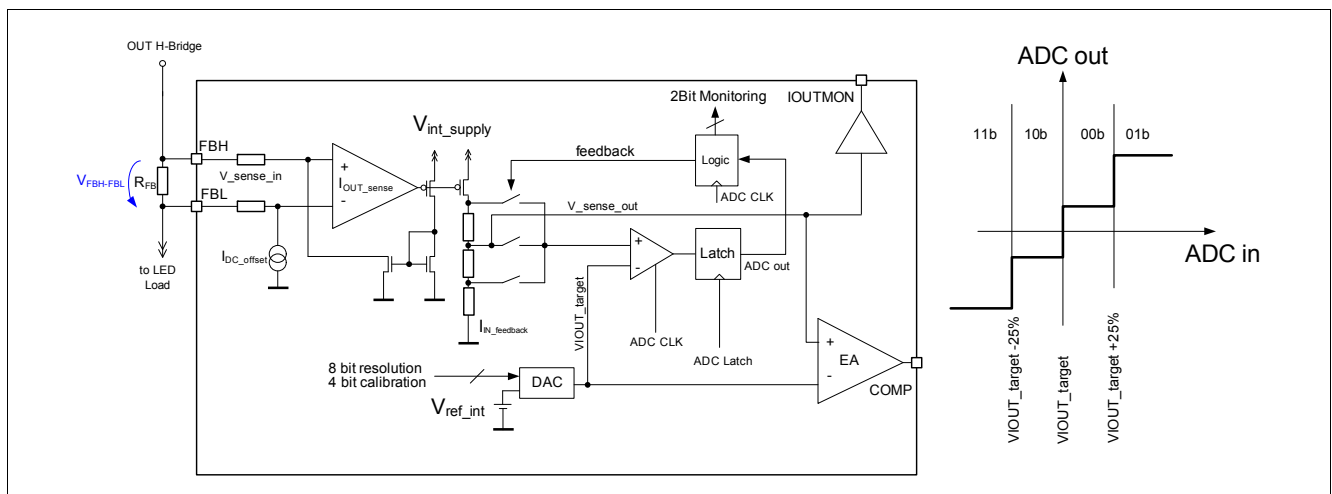 OUT H-Bridge
FBH
V_sense_in
V_FBH-FBL
R_FB
FBL
to LED
Load
I_DC_offset
+
I_OUT_sense
-
V_int_supply
feedback
2Bit Monitoring
Logic
ADC CLK
IOUTMON
V_sense_out
+
-
Latch
ADC out
VIOUT_target
I_IN_feedback
ADC CLK
ADC Latch
8 bit resolution
4 bit calibration
DAC
V_ref_int
+
EA
-
COMP
ADC out
11b
10b
00b
01b
ADC in
VIOUT_target -25%
VIOUT_target
VIOUT_target +25%